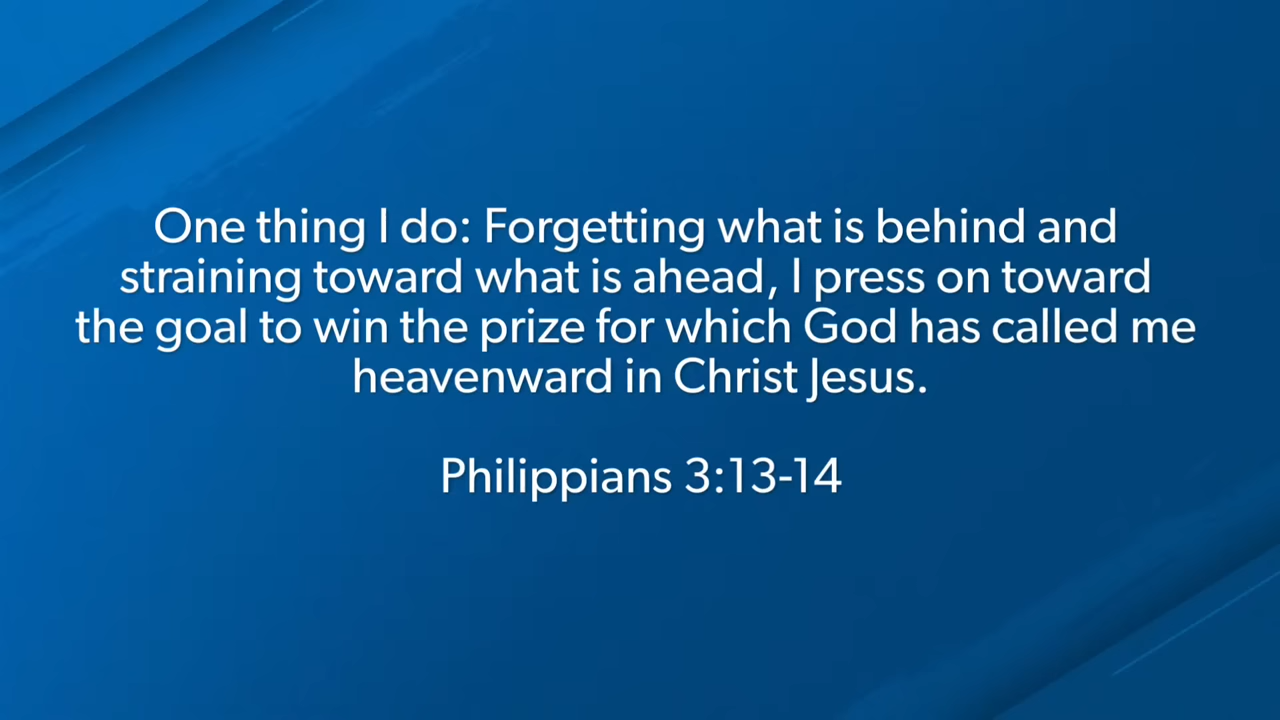 One thing I do: Forgetting what is behind and
straining toward what is ahead, I press on toward
the goal to win the prize for which God has called me
heavenward in Christ Jesus.
Philippians 3:13-14